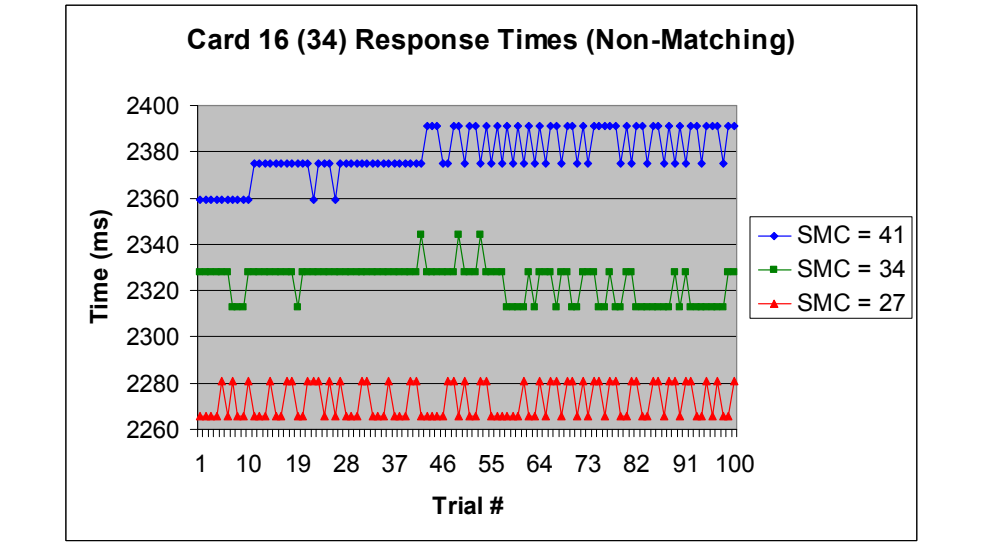 Card 16 (34) Response Times (Non-Matching)
2400
2380
2360
2340
2320
2300
2280
2260
Time (ms)
1 10 19 28 37 46 55 64 73 82 91 100
Trial #
SMC = 41
SMC = 34
SMC = 27